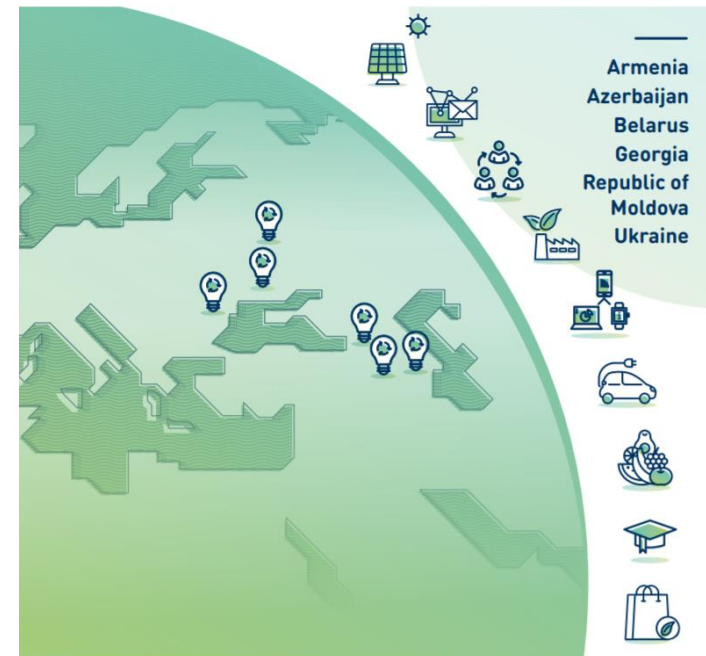 Armenia
Azerbaijan
Belarus
Georgia
Republic of
Moldova
Ukraine